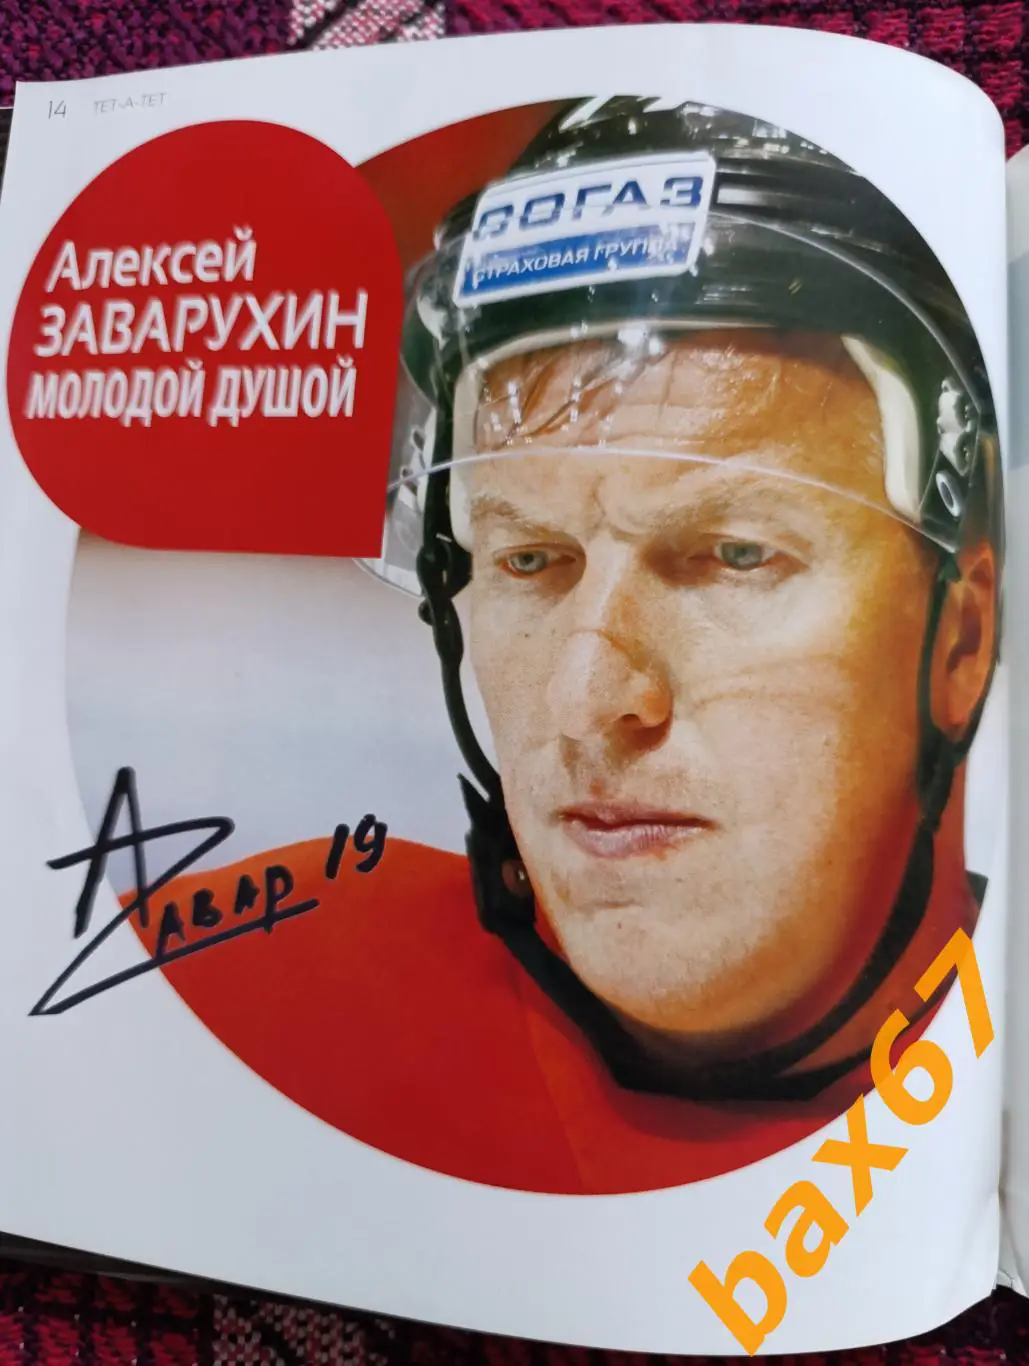 14 ТЕТ-А-ТЕТ
Алексей
ЗАВАРУХИН
МОЛОДОЙ ДУШОЙ
СОГАЗ
СТРАХОВАЯ ГРУППА
А Завар 19
bax67